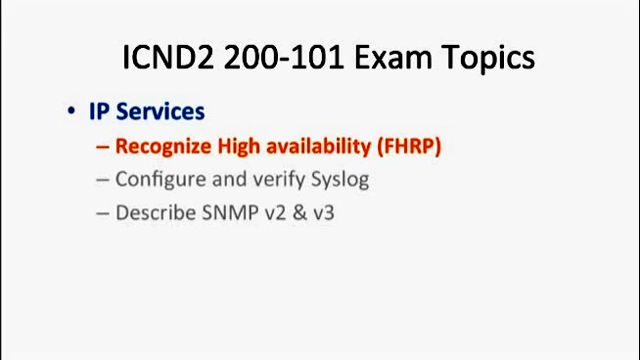 ICND2 200-101 Exam Topics
• IP Services
– Recognize High availability (FHRP)
– Configure and verify Syslog
– Describe SNMP v2 & v3